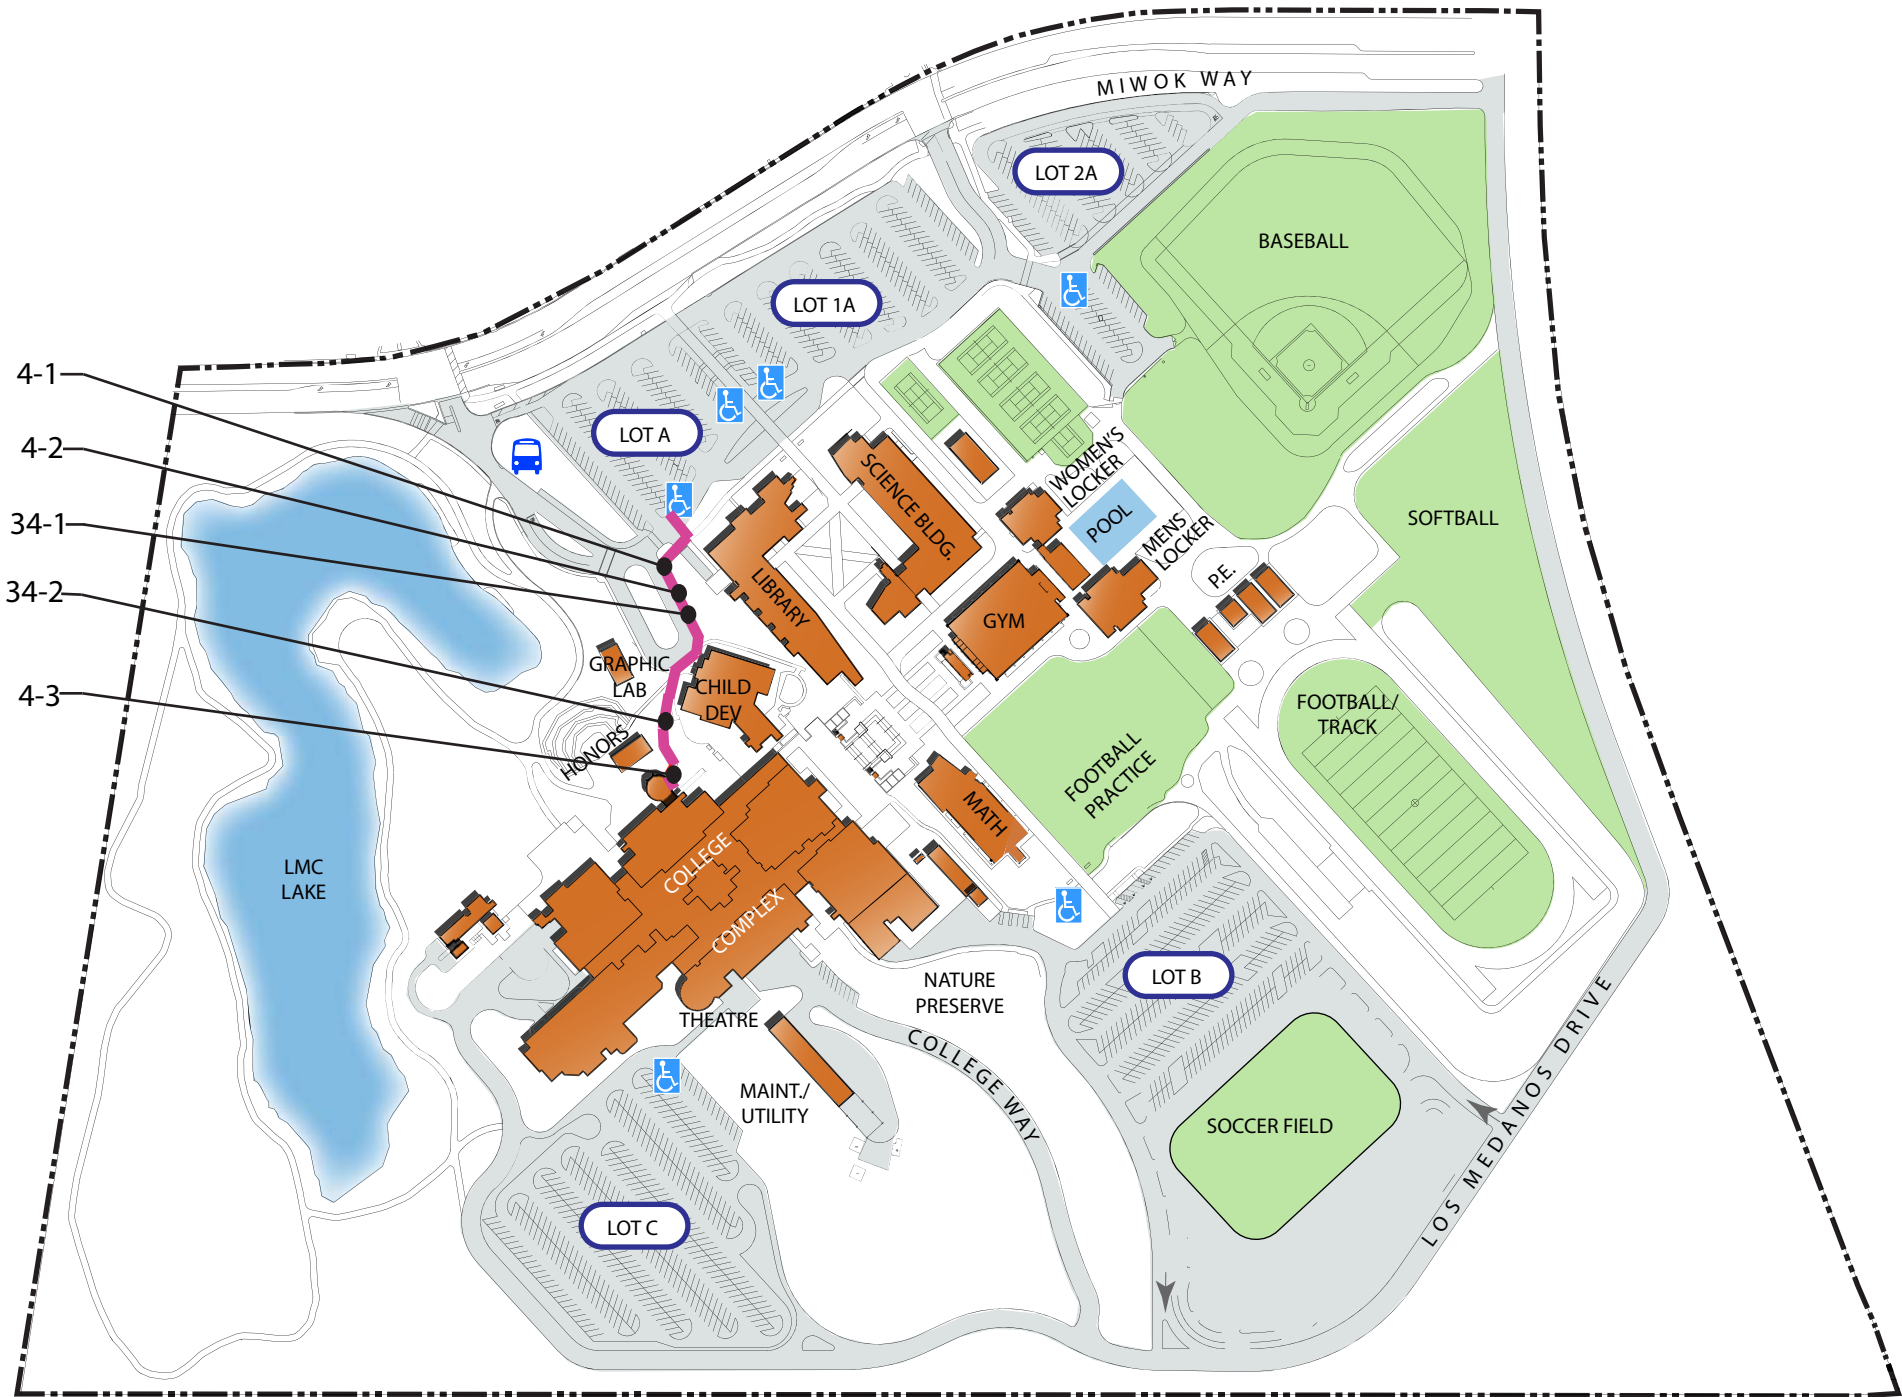 MIWOK WAY
LOT 2A
BASEBALL
LOT 1A
4-1
LOT A
4-2
WOMEN'S
LOCKER
SCIENCE BLDG.
POOL
MENS
LOCKER
SOFTBALL
34-1
34-2
LIBRARY
GYM
P.E.
GRAPHIC
LAB
CHILD
DEV
4-3
FOOTBALL/
TRACK
HONORS
FOOTBALL
PRACTICE
MATH
LMC
LAKE
COLLEGE
COMPLEX
LOT B
NATURE
PRESERVE
THEATRE
COLLEGE WAY
MAINT./
UTILITY
SOCCER FIELD
LOS MEDANOS DRIVE
LOT C